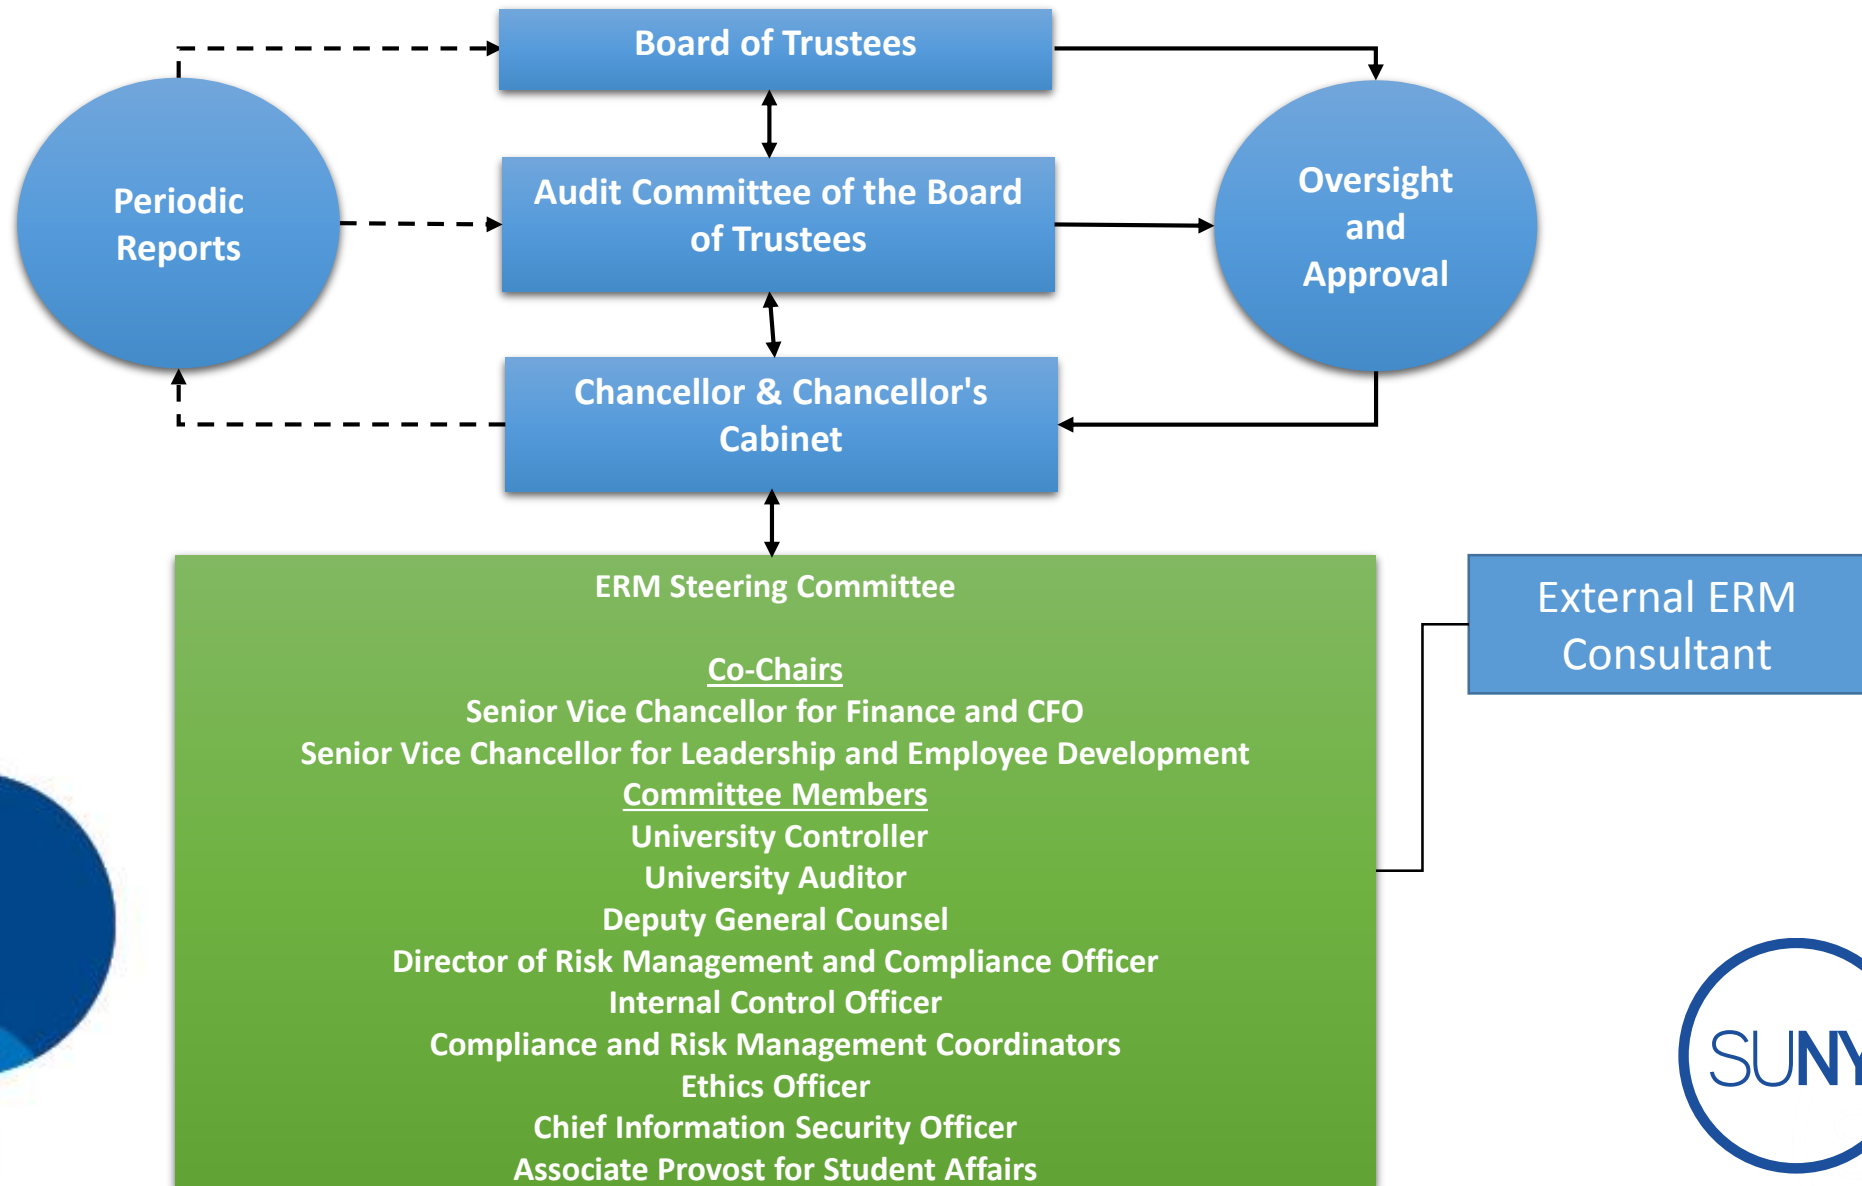 Board of Trustees
Periodic
Reports
Audit Committee of the Board
of Trustees
Oversight
and
Approval
Chancellor & Chancellor's
Cabinet
ERM Steering Committee
Co-Chairs
Senior Vice Chancellor for Finance and CFO
Senior Vice Chancellor for Leadership and Employee Development
Committee Members
University Controller
University Auditor
Deputy General Counsel
Director of Risk Management and Compliance Officer
Internal Control Officer
Compliance and Risk Management Coordinators
Ethics Officer
Chief Information Security Officer
Associate Provost for Student Affairs
External ERM
Consultant
SUNY